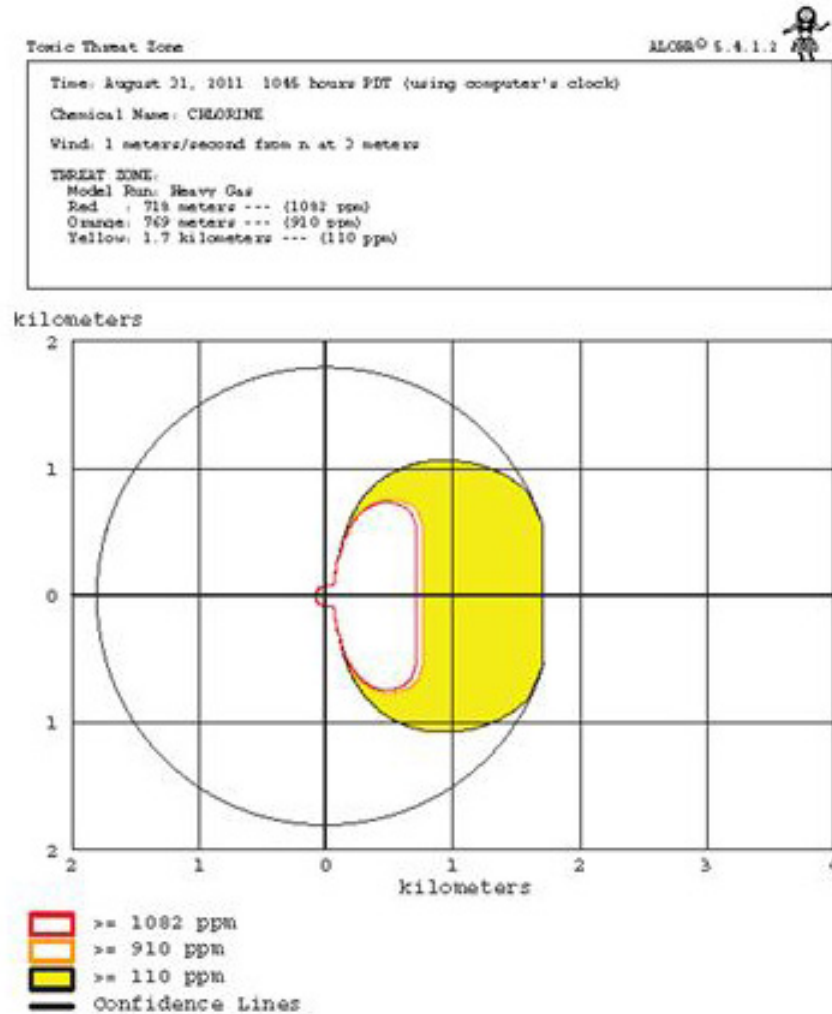 Toxic Threat Zone
ALOHA© 5.4.1.2
Time: August 31, 2011 1046 hours PDT (using computer's clock)
Chemical Name: CHLORINE
Wind: 1 meters/second from n at 3 meters
THREAT ZONE:
Model Run: Heavy Gas
Red : 718 meters --- (1082 ppm)
Orange: 769 meters --- (910 ppm)
Yellow: 1.7 kilometers --- (110 ppm)
kilometers
2
1
0
1
2
2 1 0 1 2 3 4
kilometers
>= 1082 ppm
>= 910 ppm
>= 110 ppm
Confidence Lines